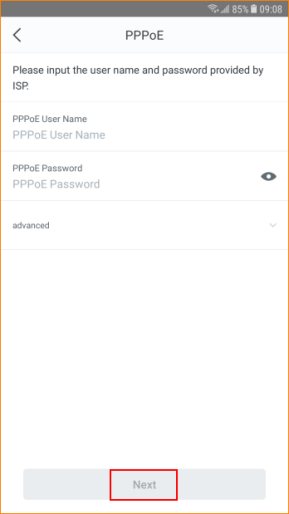 85% 09:08
PPPoE
Please input the user name and password provided by
ISP.
PPPoE User Name
PPPoE User Name
PPPoE Password
PPPoE Password
advanced
Next